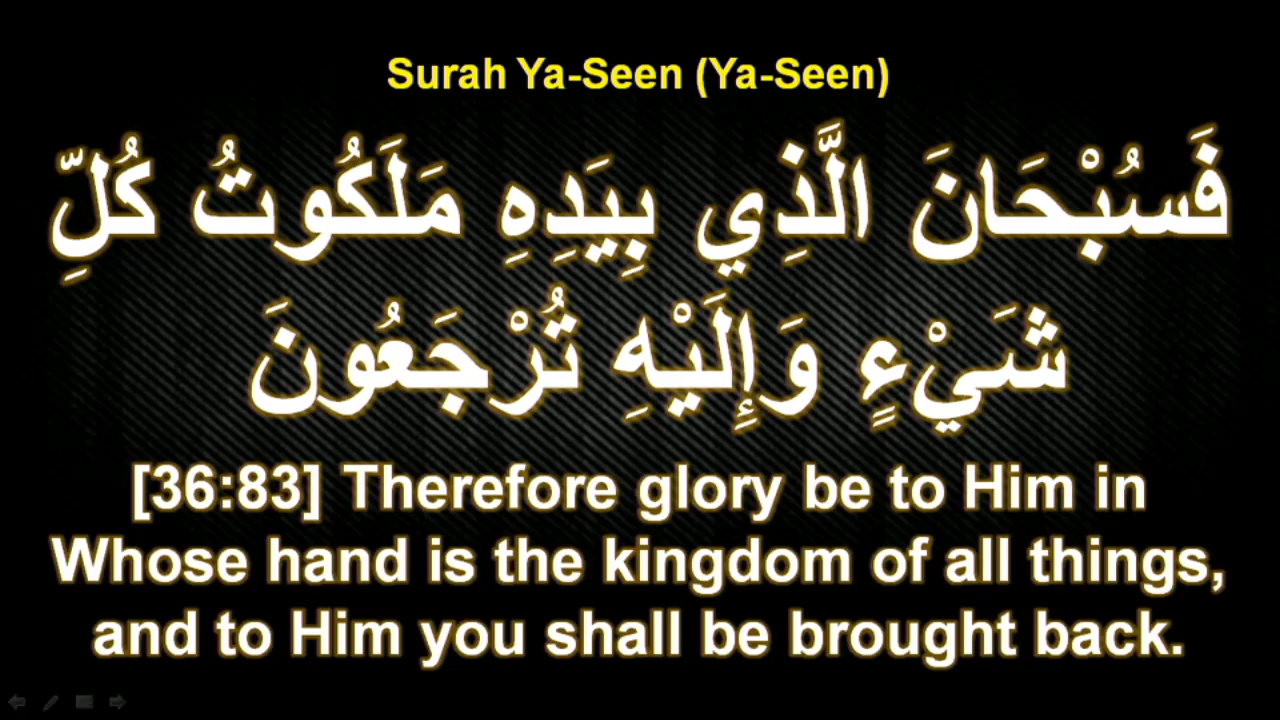 Surah Ya-Seen (Ya-Seen)
فَسُبْحَانَ الَّذِي بِيَدِهِ مَلَكُوتُ كُلِّ
شَيْءٍ وَإِلَيْهِ تُرْجَعُونَ
[36:83] Therefore glory be to Him in
Whose hand is the kingdom of all things,
and to Him you shall be brought back.